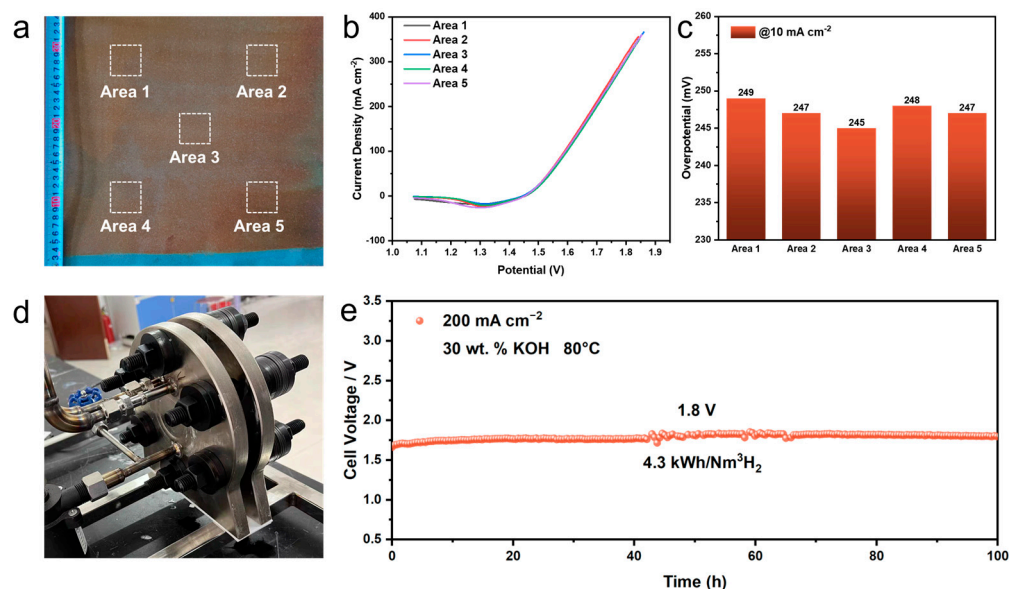 a
Area 1
Area 2
Area 3
Area 4
Area 5
b
Current Density (mA cm⁻²)
400
300
200
100
0
-100
Area 1
Area 2
Area 3
Area 4
Area 5
1.0 1.1 1.2 1.3 1.4 1.5 1.6 1.7 1.8 1.9
Potential (V)
c
Overpotential (mV)
260
255
250
245
240
235
230
@10 mA cm⁻²
249
247
245
248
247
Area 1 Area 2 Area 3 Area 4 Area 5
d
e
Cell Voltage / V
3.5
3.0
2.5
2.0
1.5
1.0
0.5
200 mA cm⁻²
30 wt. % KOH 80°C
1.8 V
4.3 kWh/Nm³H₂
0 20 40 60 80 100
Time (h)